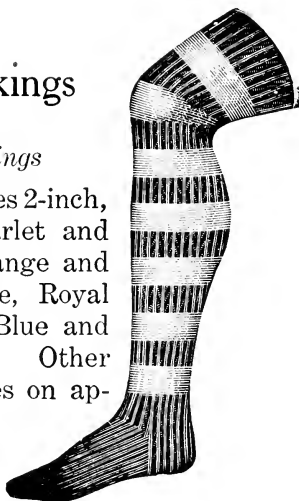 kings
ings
es 2-inch,
rlet and
ange and
e, Royal
Blue and
Other
es on ap-